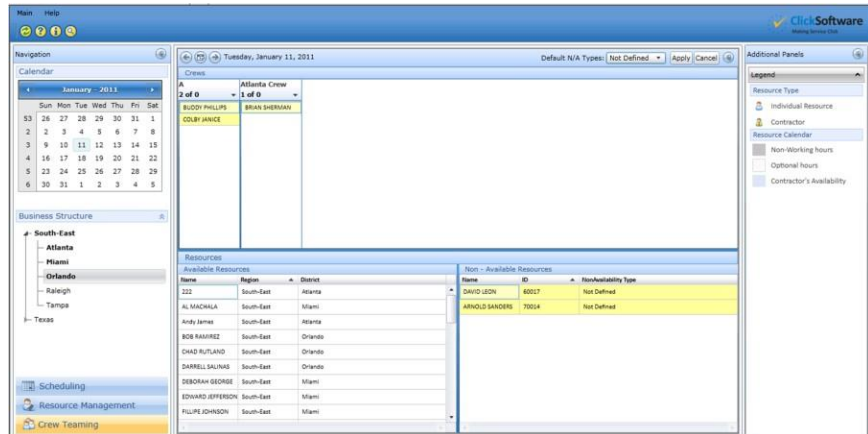 Main Help
ClickSoftware
Navigation
Calendar
January - 2011
Sun Mon Tue Wed Thu Fri Sat
53 26 27 28 29 30 31 1
2 2 3 4 5 6 7 8
3 9 10 11 12 13 14 15
4 16 17 18 19 20 21 22
5 23 24 25 26 27 28 29
6 30 31 1 2 3 4 5
Business Structure
South-East
Atlanta
Miami
Orlando
Raleigh
Tampa
Texas
Scheduling
Resource Management
Crew Teaming
Tuesday, January 11, 2011
Default N/A Types: Not Defined Apply Cancel
Crews
A Atlanta Crew
2 of 0 1 of 0
BUDDY PHILLIPS BRIAN SHERMAN
COLBY JANICE
Resources
Available Resources
Name Region District
222 South-East Atlanta
AL MACHALA South-East Miami
Andy James South-East Atlanta
BOB RAMIREZ South-East Orlando
CHAD RUTLAND South-East Orlando
DARRELL SALINAS South-East Orlando
DEBORAH GEORGE South-East Miami
EDWARD JEFFERSON South-East Miami
FILLIPE JOHNSON South-East Miami
Non - Available Resources
Name ID NonAvailability Type
DAVID LEON 60017 Not Defined
ARNOLD SANDERS 70014 Not Defined
Additional Panels
Legend
Resource Type
Individual Resource
Contractor
Resource Calendar
Non-Working hours
Optional hours
Contractor's Availability